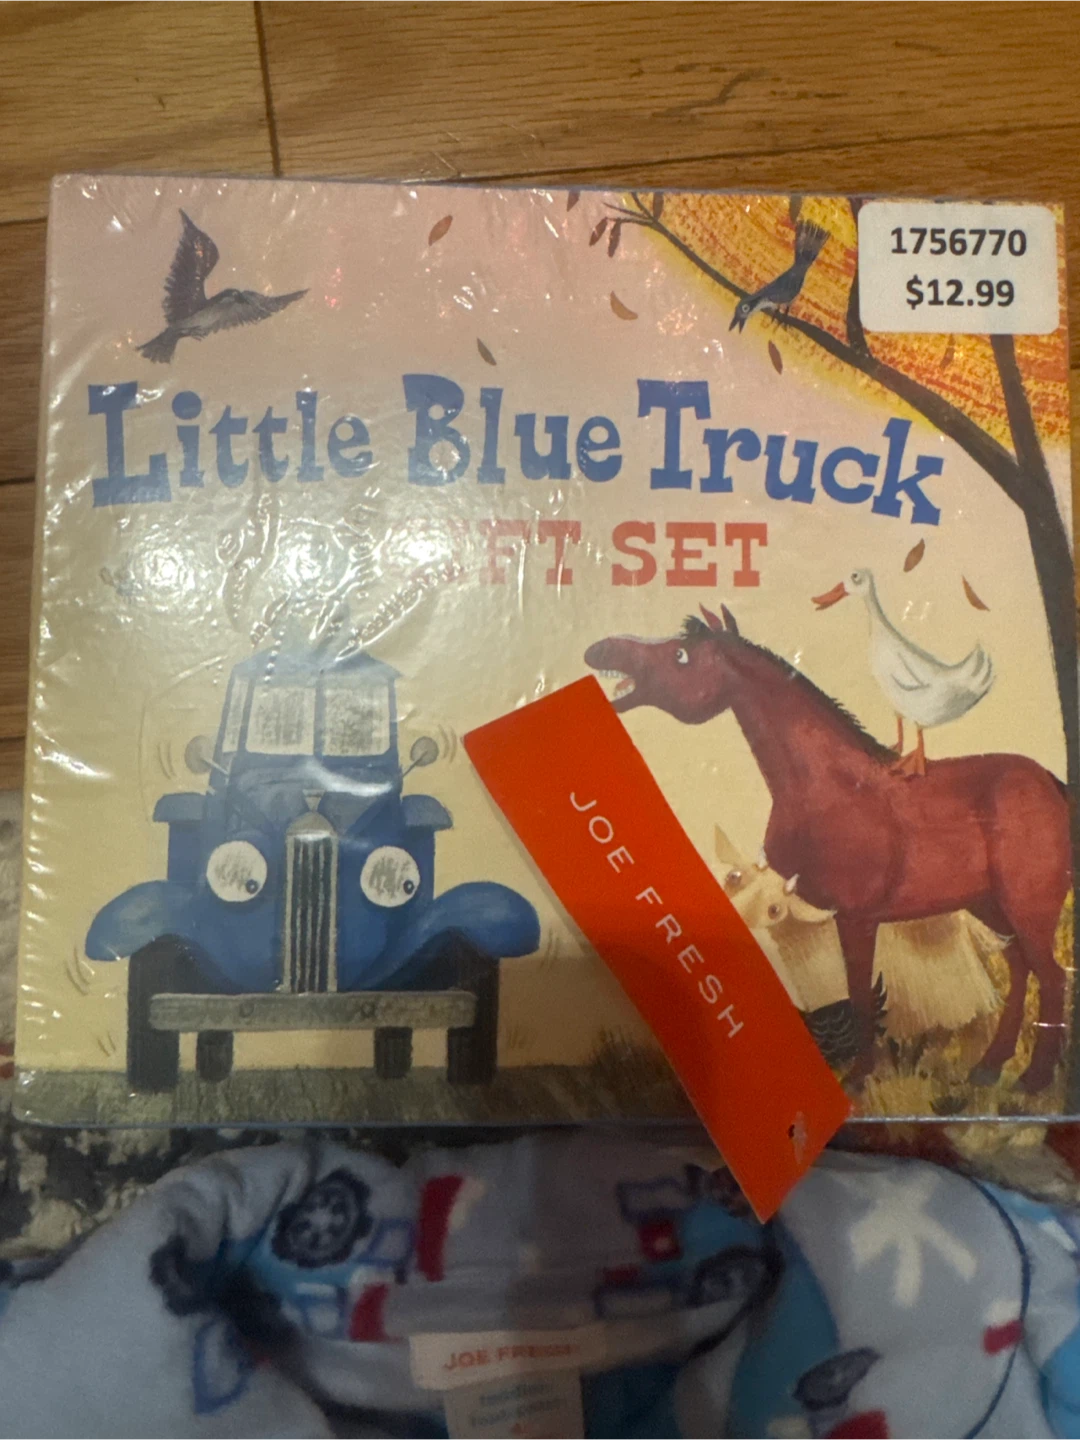 1756770
$12.99
Little Blue Truck
GIFT SET
JOE FRESH
JOE FRESH